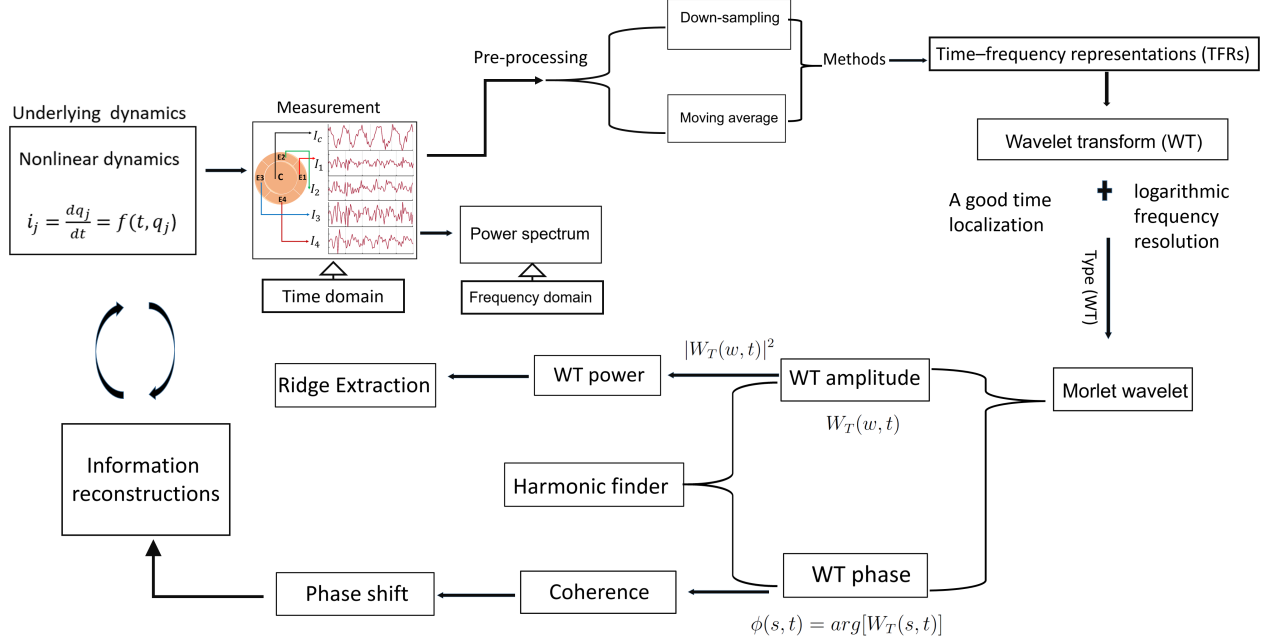 Down-sampling
Pre-processing
Methods
Time–frequency representations (TFRs)
Moving average
Underlying dynamics
Measurement
Nonlinear dynamics
i_j = dq_j/dt = f(t, q_j)
I_c
E2
I_1
E3
C
E1
I_2
E4
I_3
I_4
Wavelet transform (WT)
A good time
localization
+
logarithmic
frequency
resolution
Power spectrum
Time domain
Frequency domain
Type (WT)
|W_T(w, t)|^2
Ridge Extraction
WT power
WT amplitude
Morlet wavelet
W_T(w, t)
Information
reconstructions
Harmonic finder
WT phase
Phase shift
Coherence
ϕ(s, t) = arg[W_T(s, t)]